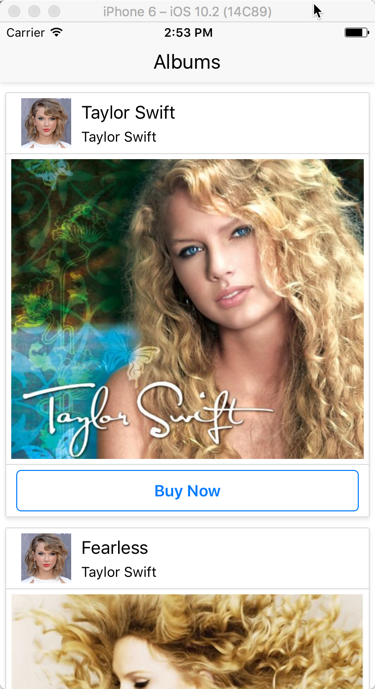 iPhone 6 – iOS 10.2 (14C89)
Carrier 2:53 PM
Albums
Taylor Swift
Taylor Swift
Taylor Swift
Buy Now
Fearless
Taylor Swift